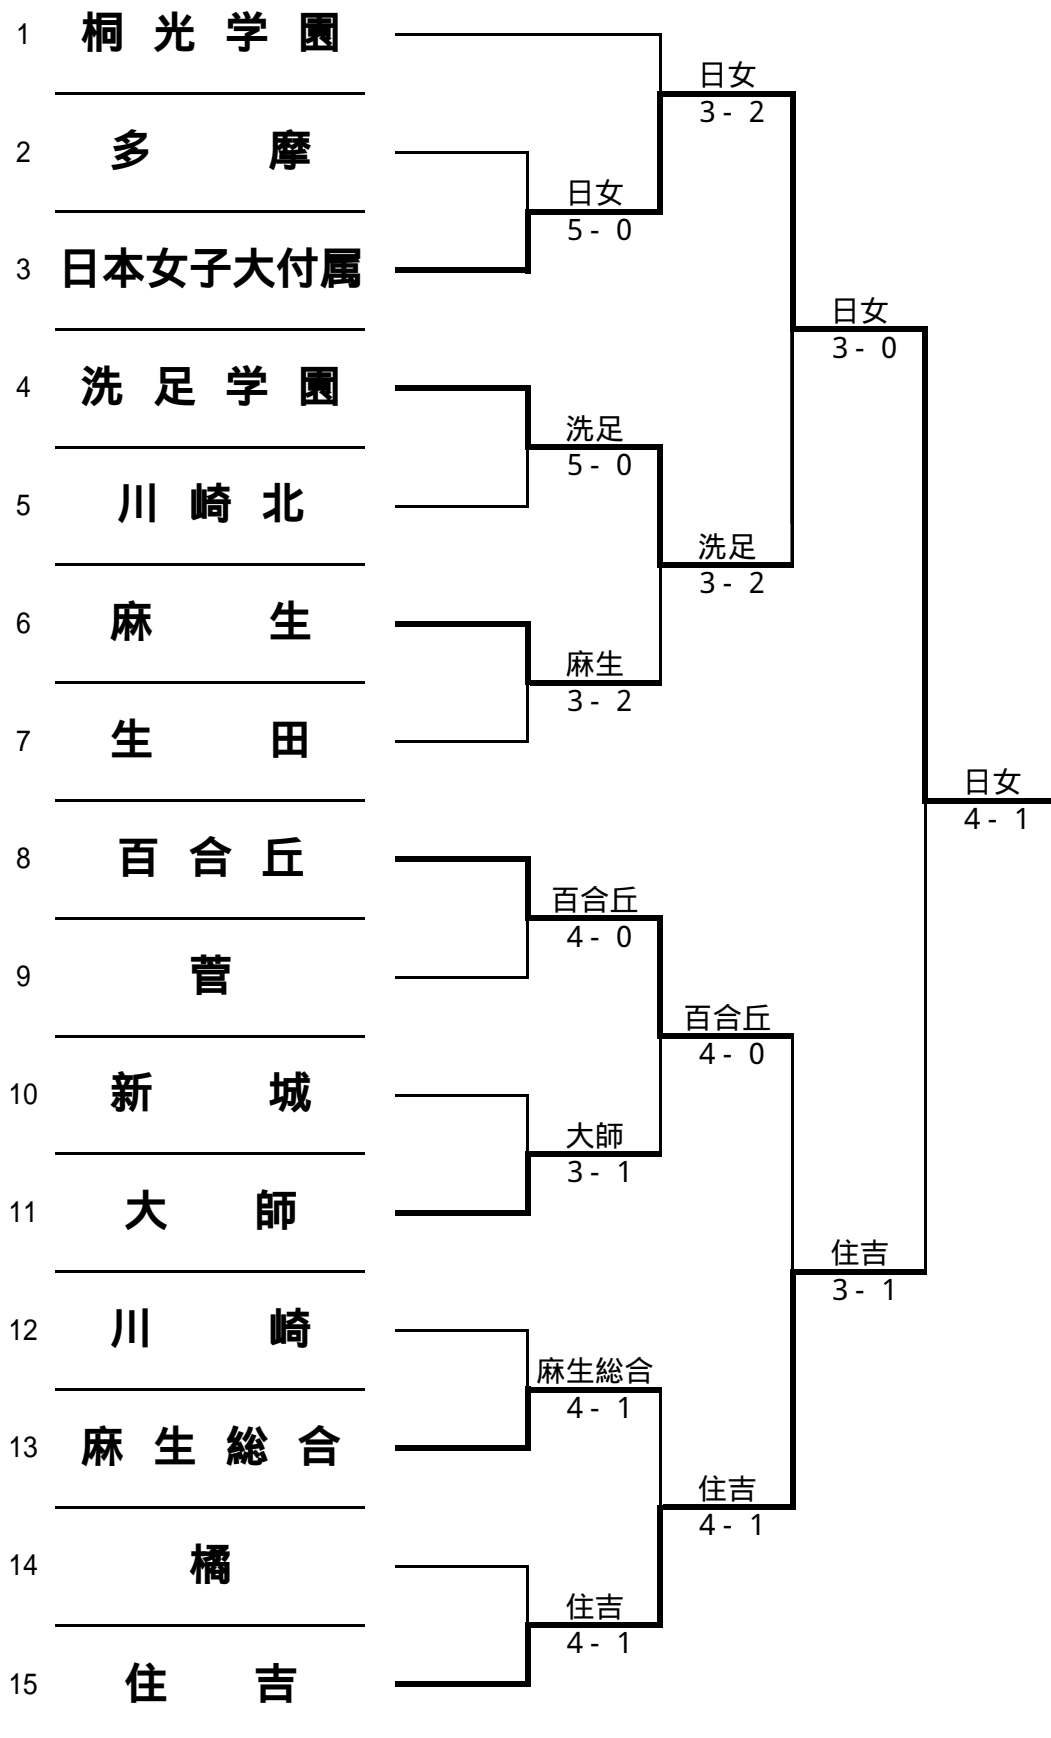 1 桐光学園
日女
3- 2
2 多摩
日女
5- 0
3 日本女子大付属
日女
3- 0
4 洗足学園
洗足
5- 0
5 川崎北
洗足
3- 2
6 麻生
麻生
3- 2
7 生田
日女
4- 1
8 百合丘
百合丘
4- 0
9 菅
百合丘
4- 0
10 新城
大師
3- 1
11 大師
住吉
3- 1
12 川崎
麻生総合
4- 1
13 麻生総合
住吉
4- 1
14 橘
住吉
4- 1
15 住吉